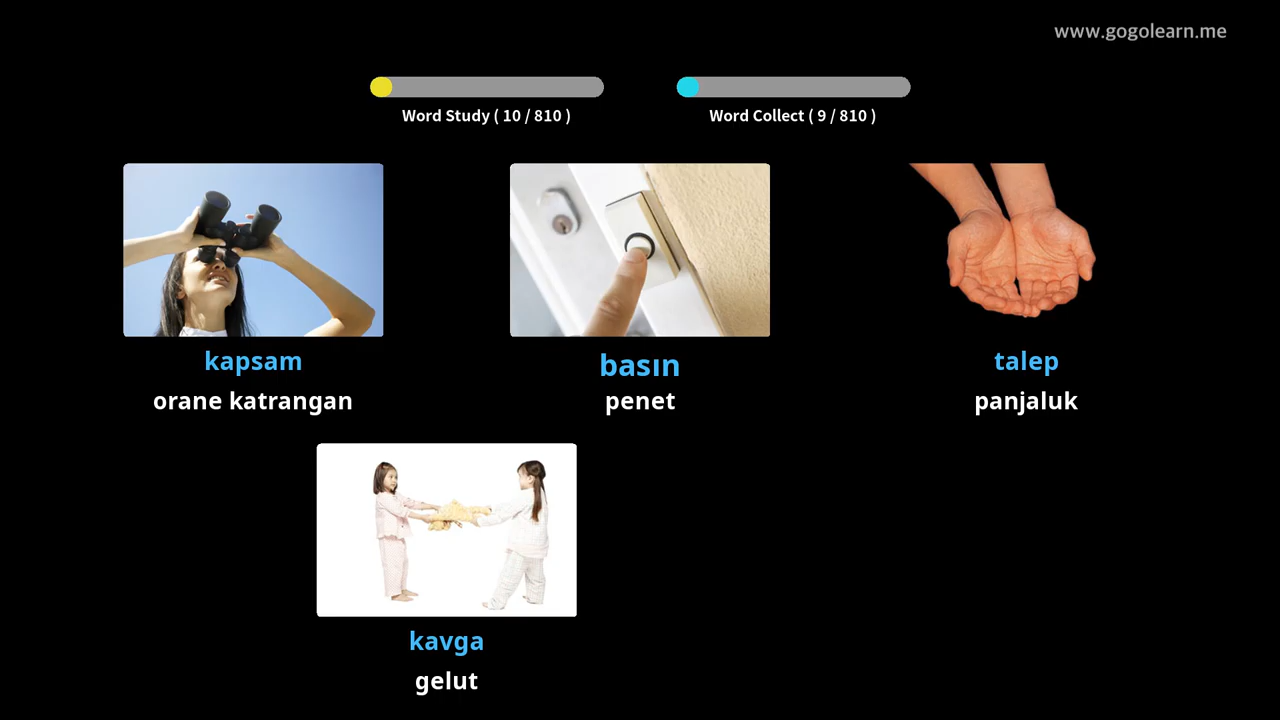 www.gogolearn.me
Word Study ( 10 / 810 )
Word Collect ( 9 / 810 )
kapsam
orane katrangan
basın
penet
talep
panjaluk
kavga
gelut